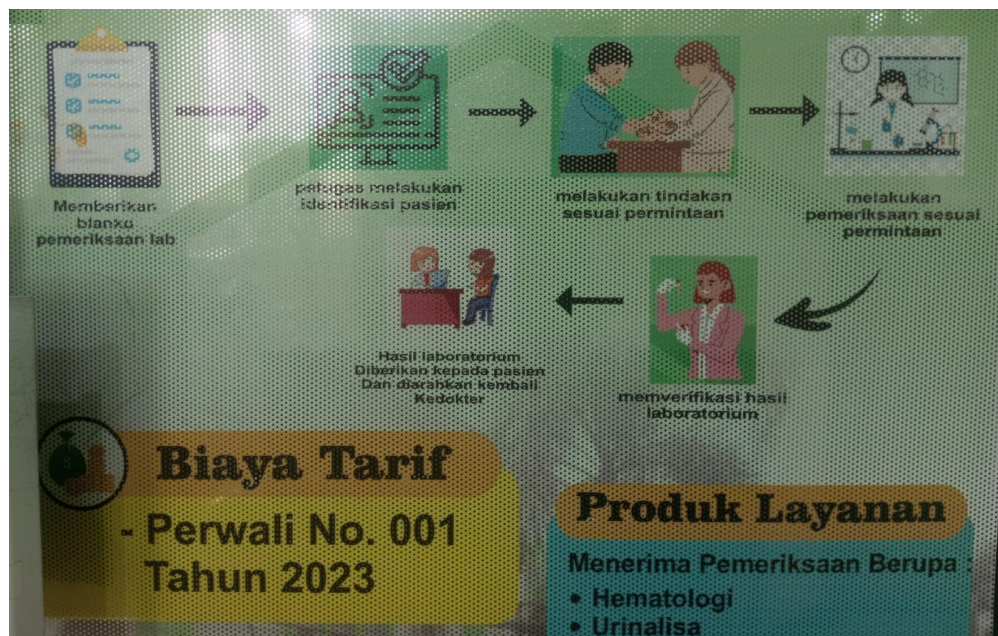 Memberikan
blanko
pemeriksaan lab
petugas melakukan
identifikasi pasien
melakukan tindakan
sesuai permintaan
melakukan
pemeriksaan sesuai
permintaan
Hasil laboratorium
Diberikan kepada pasien
Dan diarahkan kembali
Kedokter
memverifikasi hasil
laboratorium
Biaya Tarif
- Perwali No. 001
Tahun 2023
Produk Layanan
Menerima Pemeriksaan Berupa :
• Hematologi
• Urinalisa